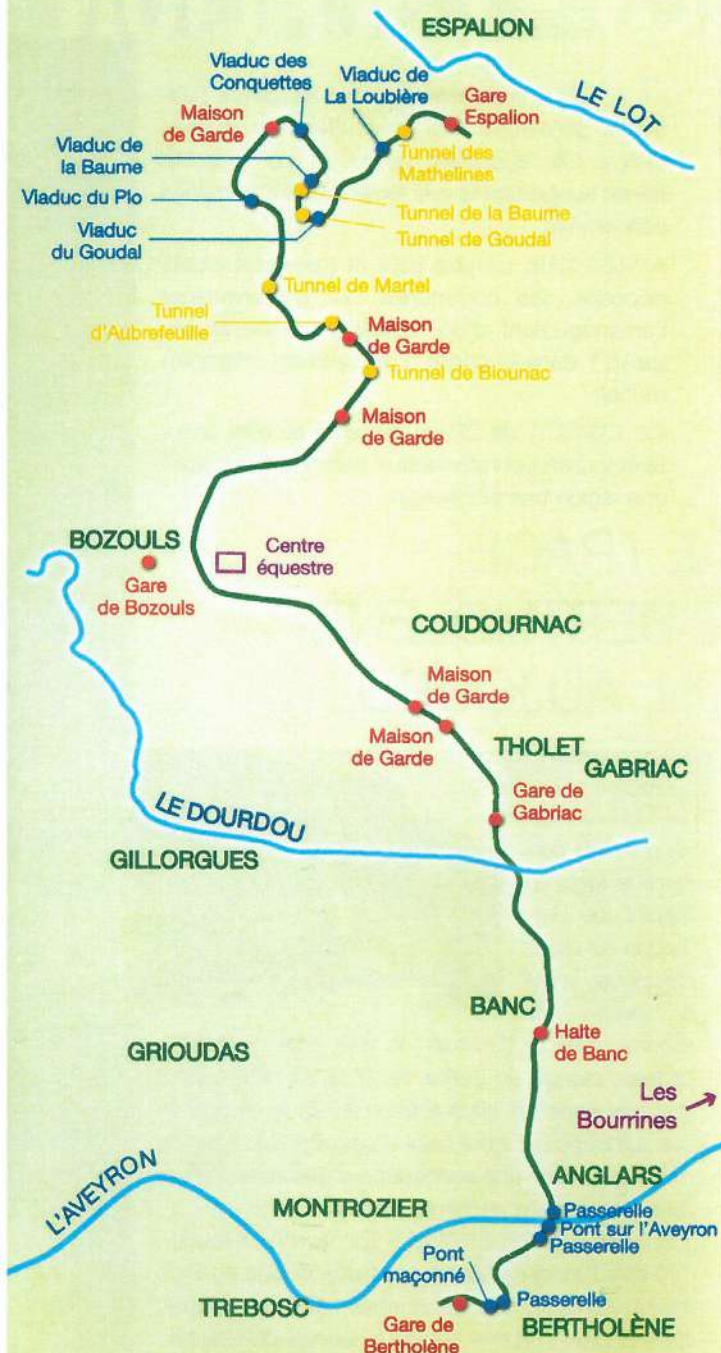 ESPALION
LE LOT
Viaduc des
Conquettes
Viaduc de
La Loubière
Gare
Espalion
Maison
de Garde
Tunnel des
Mathelines
Viaduc de
la Baume
Viaduc du Plo
Tunnel de la Baume
Viaduc
du Goudal
Tunnel de Goudal
Tunnel de Martel
Tunnel
d'Aubrefeuille
Maison
de Garde
Tunnel de Biounac
Maison
de Garde
BOZOULS
Gare
de Bozouls
Centre
équestre
COUDOURNAC
Maison
de Garde
Maison
de Garde
THOLET
GABRIAC
Gare de
Gabriac
LE DOURDOU
GILLORGUES
BANC
Halte
de Banc
GRIOUDAS
Les
Bourrines
L'AVEYRON
ANGLARS
MONTROZIER
Passerelle
Pont sur l'Aveyron
Passerelle
Pont
maçonné
Passerelle
TREBOSC
Gare de
Bertholène
BERTHOLÈNE